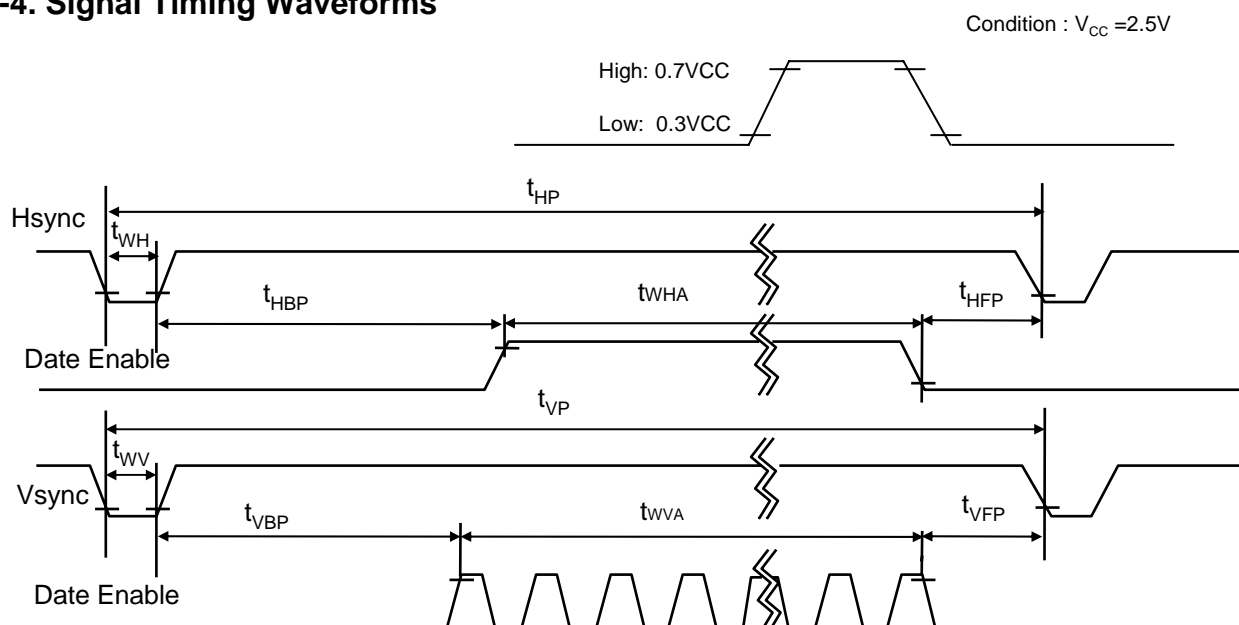 -4. Signal Timing Waveforms
Condition : VCC =2.5V
High: 0.7VCC
Low: 0.3VCC
tHP
Hsync
tWH
tHBP
tWHA
tHFP
Date Enable
tVP
tWV
Vsync
tVBP
tWVA
tVFP
Date Enable